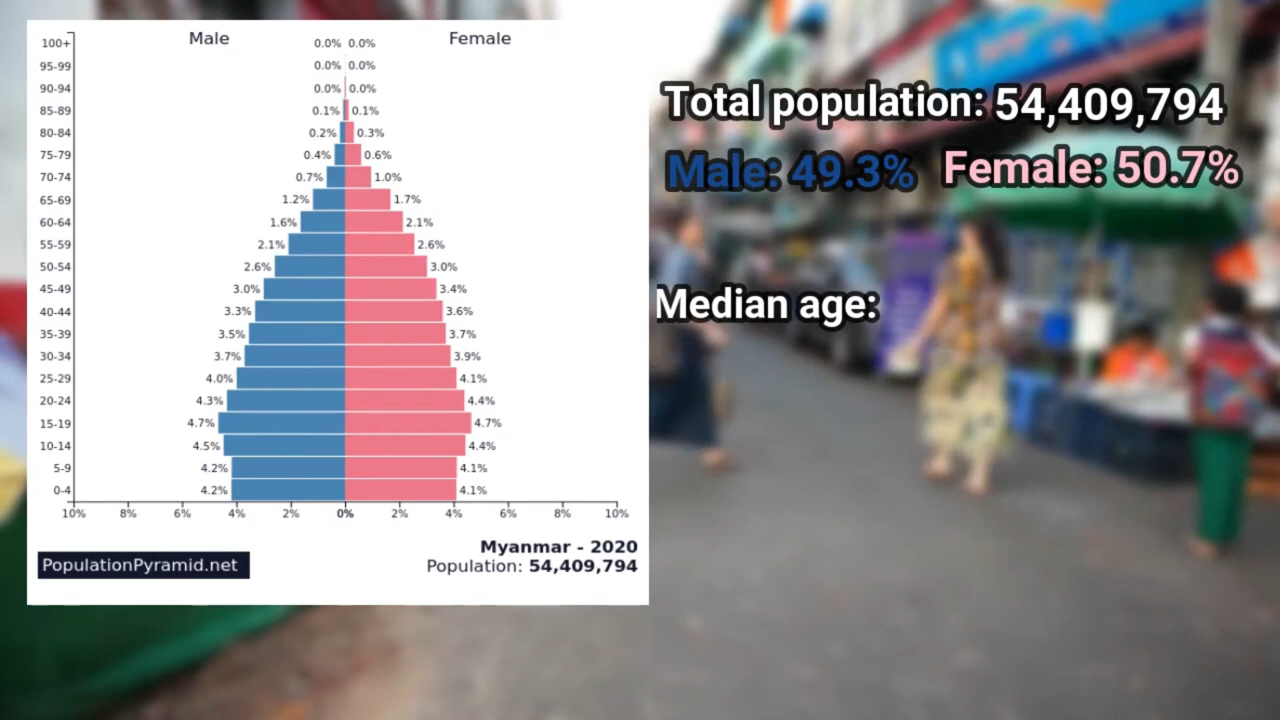 Male Female
100+ 0.0% 0.0%
95-99 0.0% 0.0%
90-94 0.0% 0.0%
85-89 0.1% 0.1%
80-84 0.2% 0.3%
75-79 0.4% 0.6%
70-74 0.7% 1.0%
65-69 1.2% 1.7%
60-64 1.6% 2.1%
55-59 2.1% 2.6%
50-54 2.6% 3.0%
45-49 3.0% 3.4%
40-44 3.3% 3.6%
35-39 3.5% 3.7%
30-34 3.7% 3.9%
25-29 4.0% 4.1%
20-24 4.3% 4.4%
15-19 4.7% 4.7%
10-14 4.5% 4.4%
5-9 4.2% 4.1%
0-4 4.2% 4.1%
10% 8% 6% 4% 2% 0% 2% 4% 6% 8% 10%
Myanmar - 2020
PopulationPyramid.net Population: 54,409,794
Total population: 54,409,794
Male: 49.3% Female: 50.7%
Median age: